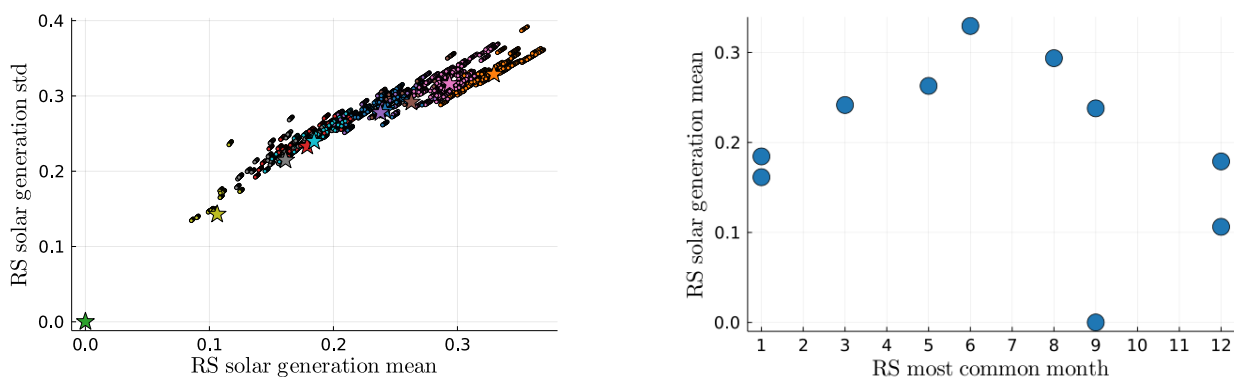 RS solar generation std
0.4
0.3
0.2
0.1
0.0
0.0 0.1 0.2 0.3
RS solar generation mean
RS solar generation mean
0.3
0.2
0.1
0.0
1 2 3 4 5 6 7 8 9 10 11 12
RS most common month